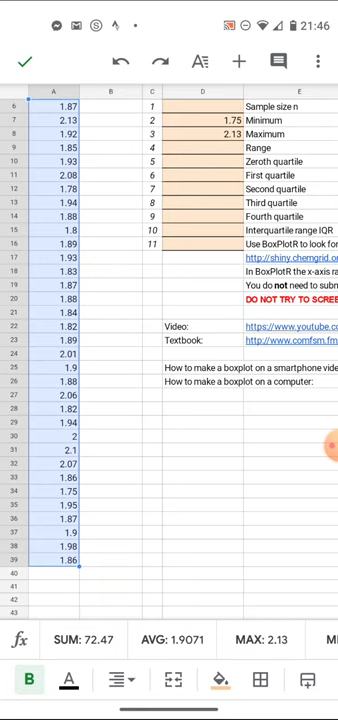 21:46
A B C D E
6 1.87 1 Sample size n
7 2.13 2 1.75 Minimum
8 1.92 3 2.13 Maximum
9 1.85 4 Range
10 1.93 5 Zeroth quartile
11 2.08 6 First quartile
12 1.78 7 Second quartile
13 1.94 8 Third quartile
14 1.88 9 Fourth quartile
15 1.8 10 Interquartile range IQR
16 1.89 11 Use BoxPlotR to look for
17 1.93 http://shiny.chemgrid.or
18 1.83 In BoxPlotR the x-axis ra
19 1.87 You do not need to subn
20 1.88 DO NOT TRY TO SCREE
21 1.84
22 1.82 Video: https://www.youtube.c
23 1.89 Textbook: http://www.comfsm.fm
24 2.01
25 1.9 How to make a boxplot on a smartphone vide
26 1.88 How to make a boxplot on a computer:
27 2.06
28 1.82
29 1.94
30 2
31 2.1
32 2.07
33 1.86
34 1.75
35 1.95
36 1.87
37 1.9
38 1.98
39 1.86
40
41
42
43
fx SUM: 72.47 AVG: 1.9071 MAX: 2.13 MI
B A